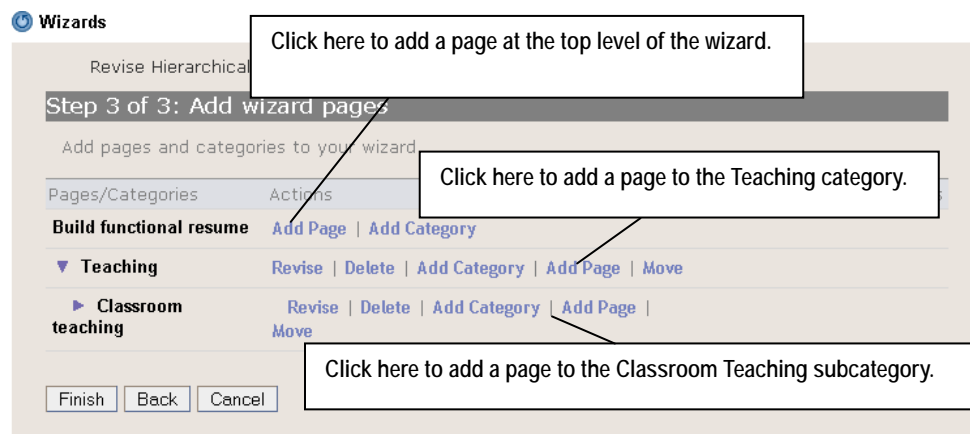 Wizards
Click here to add a page at the top level of the wizard.
Revise Hierarchical
Step 3 of 3: Add wizard pages
Add pages and categories to your wizard
Click here to add a page to the Teaching category.
Pages/Categories Actions s
Build functional resume Add Page | Add Category
Teaching Revise | Delete | Add Category | Add Page | Move
Classroom Revise | Delete | Add Category | Add Page |
teaching Move
Click here to add a page to the Classroom Teaching subcategory.
Finish Back Cancel